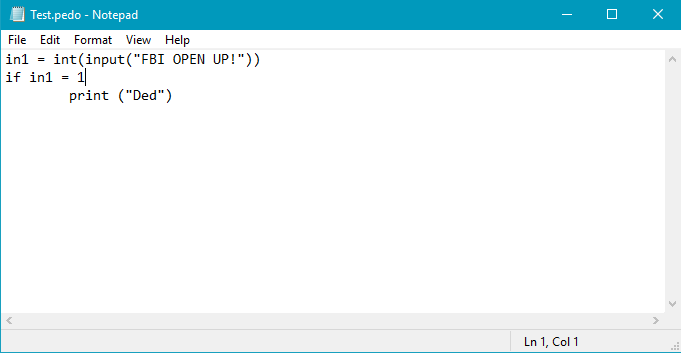 Test.pedo - Notepad
File Edit Format View Help
in1 = int(input("FBI OPEN UP!"))
if in1 = 1
        print ("Ded")
Ln 1, Col 1